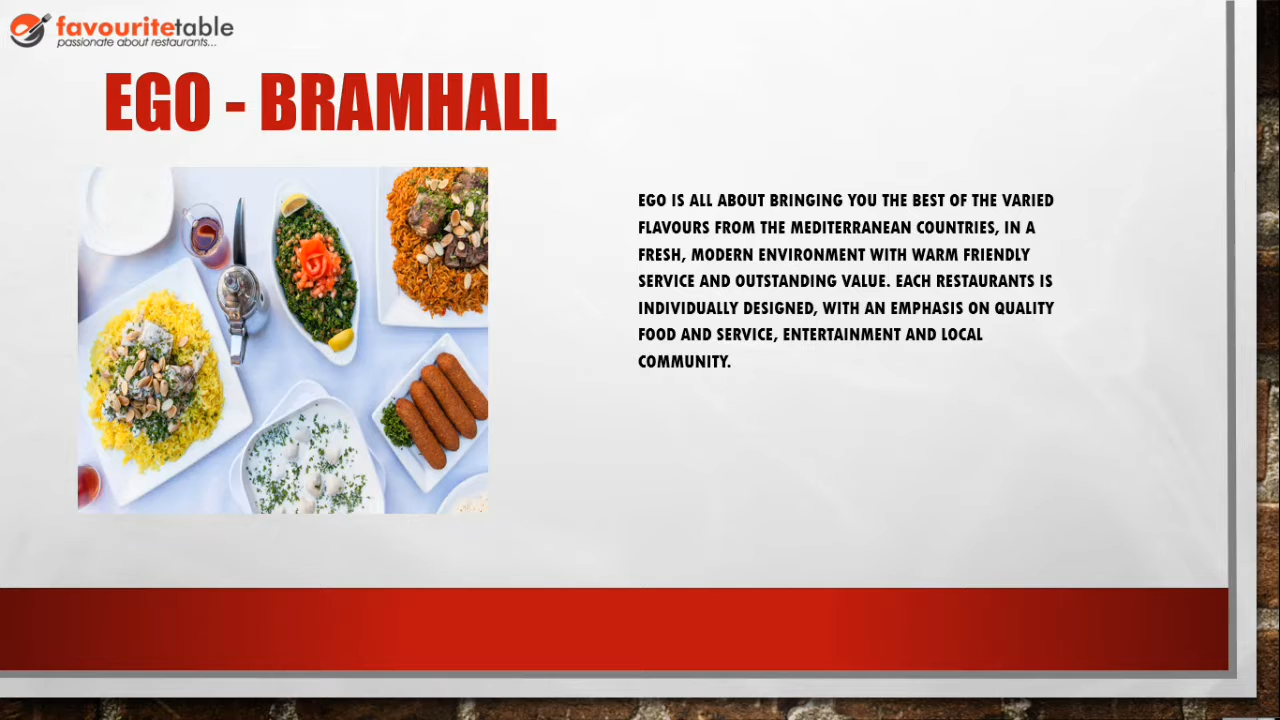 favouritetable
passionate about restaurants...
EGO - BRAMHALL
EGO IS ALL ABOUT BRINGING YOU THE BEST OF THE VARIED
FLAVOURS FROM THE MEDITERRANEAN COUNTRIES, IN A
FRESH, MODERN ENVIRONMENT WITH WARM FRIENDLY
SERVICE AND OUTSTANDING VALUE. EACH RESTAURANTS IS
INDIVIDUALLY DESIGNED, WITH AN EMPHASIS ON QUALITY
FOOD AND SERVICE, ENTERTAINMENT AND LOCAL
COMMUNITY.